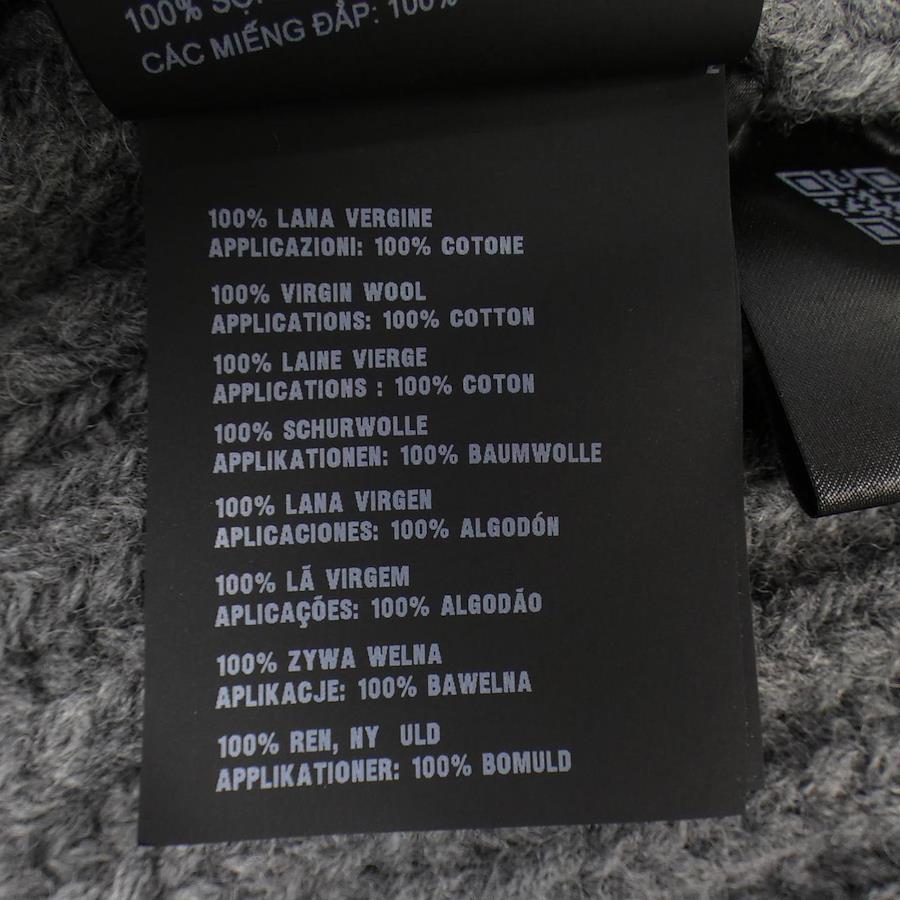 100%
CÁC MIẾNG ĐẮP: 100%
100% LANA VERGINE
APPLICAZIONI: 100% COTONE
100% VIRGIN WOOL
APPLICATIONS: 100% COTTON
100% LAINE VIERGE
APPLICATIONS : 100% COTON
100% SCHURWOLLE
APPLIKATIONEN: 100% BAUMWOLLE
100% LANA VIRGEN
APLICACIONES: 100% ALGODÓN
100% LÃ VIRGEM
APLICAÇÕES: 100% ALGODÃO
100% ZYWA WELNA
APLIKACJE: 100% BAWELNA
100% REN, NY ULD
APPLIKATIONER: 100% BOMULD